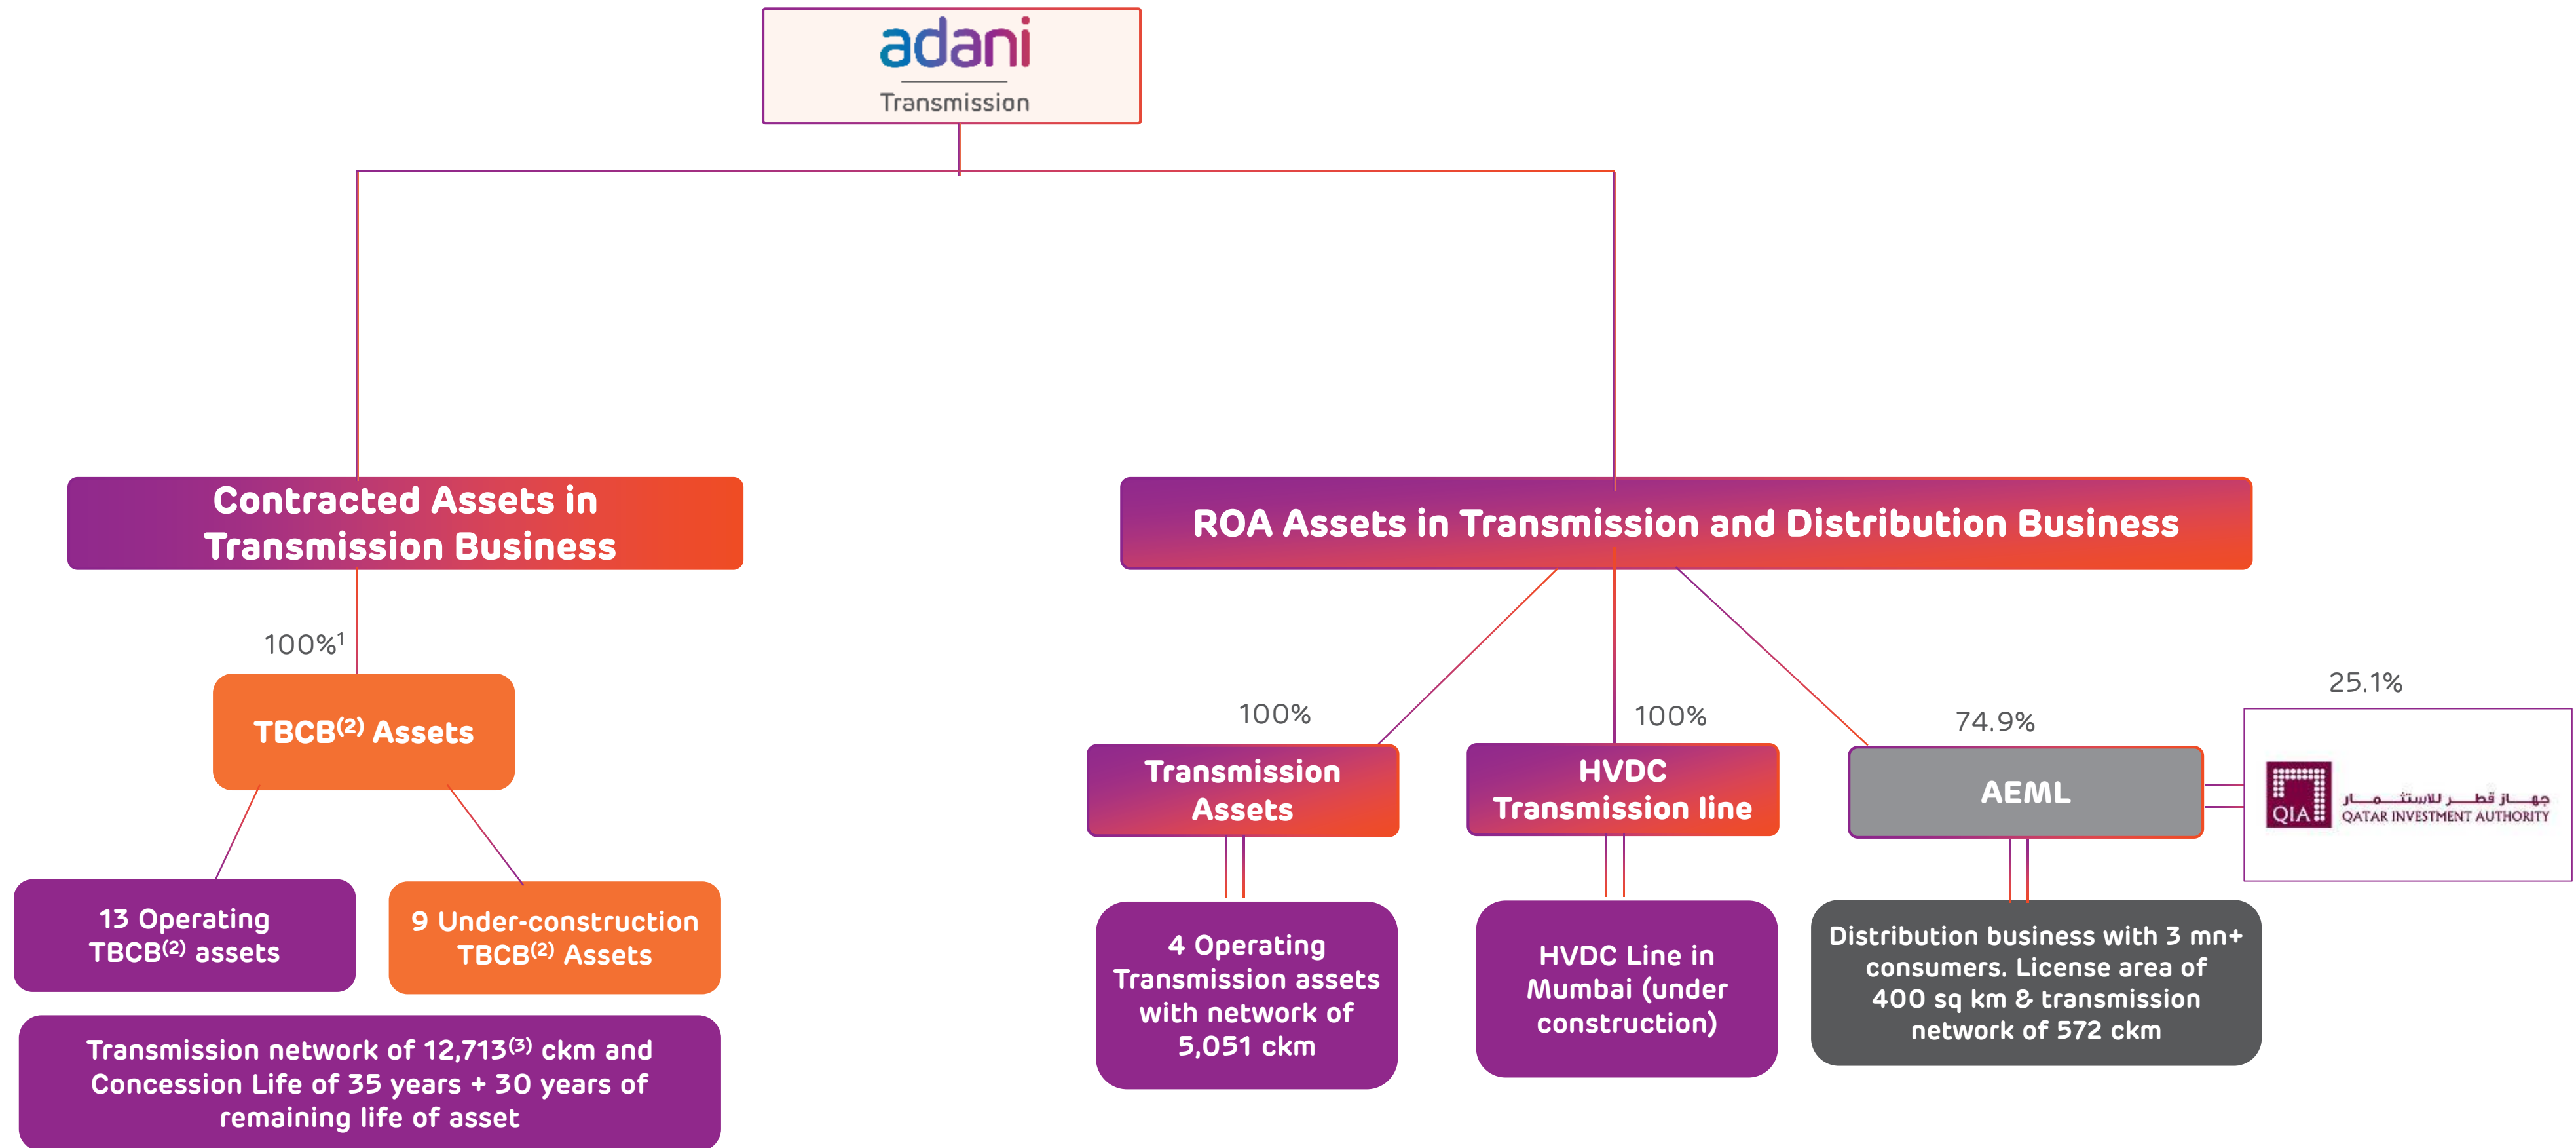 adani
Transmission
Contracted Assets in
Transmission Business
100%¹
TBCB⁽²⁾ Assets
13 Operating
TBCB⁽²⁾ assets
9 Under-construction
TBCB⁽²⁾ Assets
Transmission network of 12,713⁽³⁾ ckm and
Concession Life of 35 years + 30 years of
remaining life of asset
ROA Assets in Transmission and Distribution Business
100%
Transmission
Assets
4 Operating
Transmission assets
with network of
5,051 ckm
100%
HVDC
Transmission line
HVDC Line in
Mumbai (under
construction)
74.9%
AEML
Distribution business with 3 mn+
consumers. License area of
400 sq km & transmission
network of 572 ckm
25.1%
QIA
جهاز قطر للاستثمار
QATAR INVESTMENT AUTHORITY